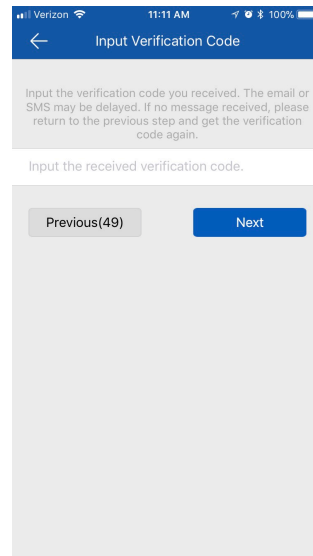 Verizon 11:11 AM 100%
Input Verification Code
Input the verification code you received. The email or
SMS may be delayed. If no message received, please
return to the previous step and get the verification
code again.
Input the received verification code.
Previous(49) Next